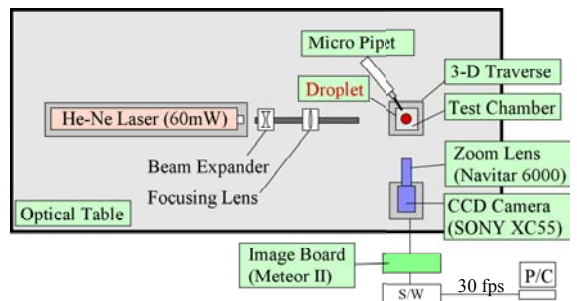 Micro Pipet
3-D Traverse
Droplet
Test Chamber
He-Ne Laser (60mW)
Beam Expander
Focusing Lens
Zoom Lens
(Navitar 6000)
CCD Camera
(SONY XC55)
Optical Table
Image Board
(Meteor II)
S/W
30 fps
P/C